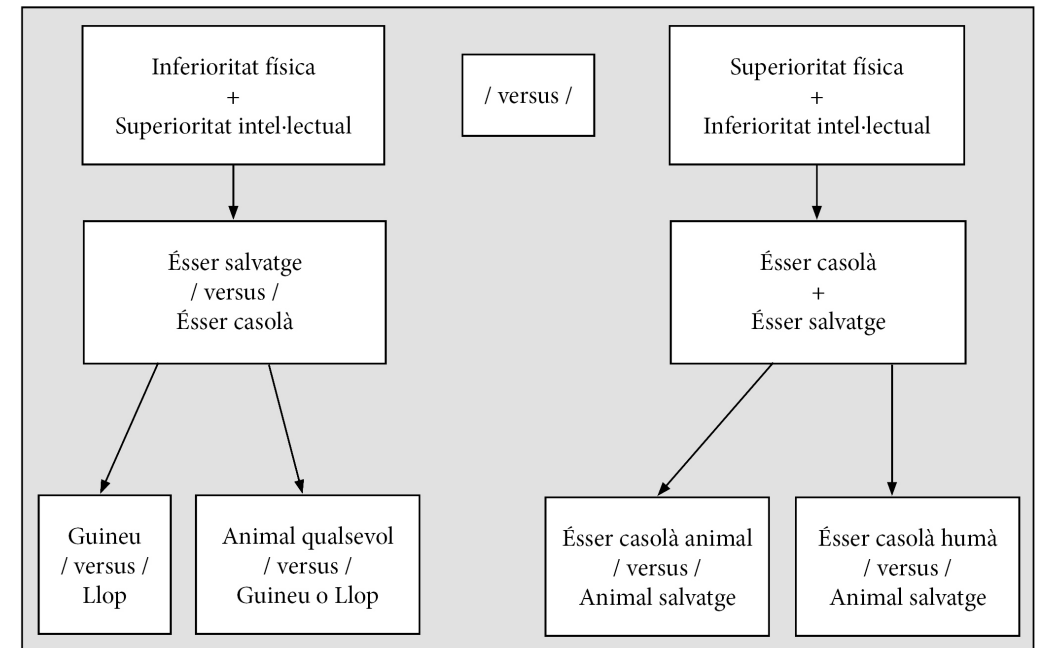 Inferioritat física
+
Superioritat intel·lectual
/ versus /
Superioritat física
+
Inferioritat intel·lectual
Ésser salvatge
/ versus /
Ésser casolà
Ésser casolà
+
Ésser salvatge
Guineu
/ versus /
Llop
Animal qualsevol
/ versus /
Guineu o Llop
Ésser casolà animal
/ versus /
Animal salvatge
Ésser casolà humà
/ versus /
Animal salvatge